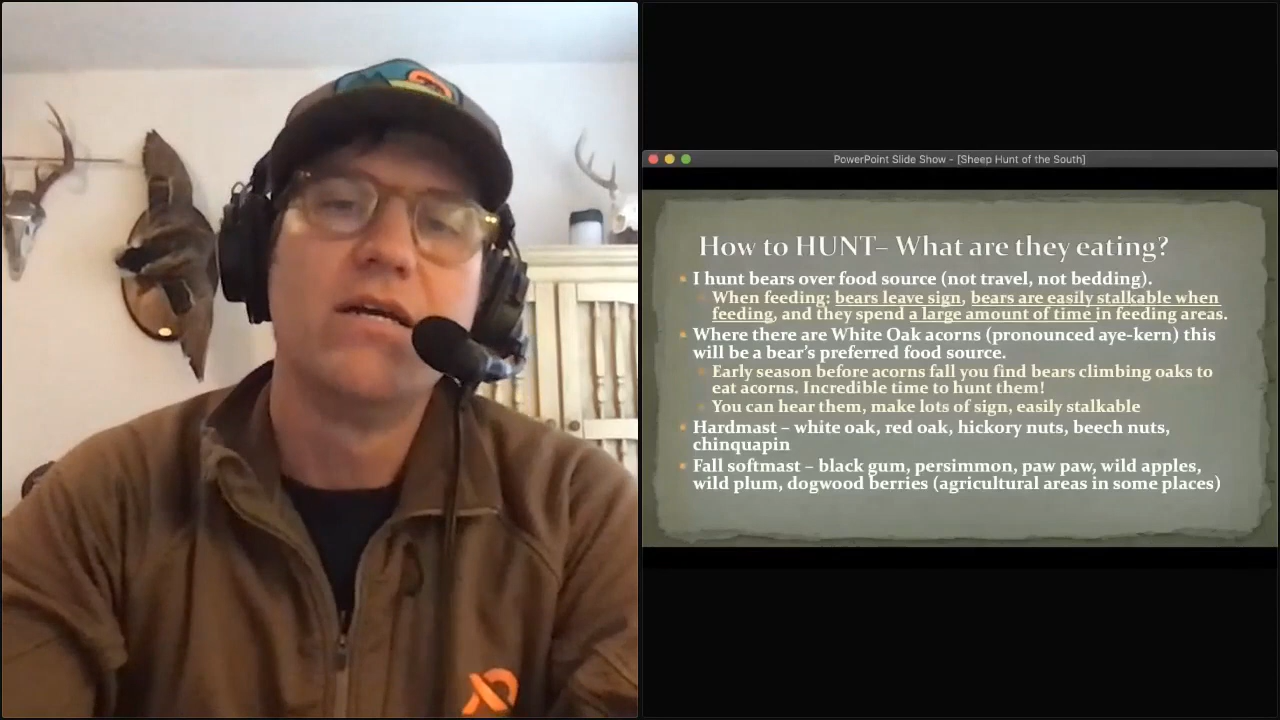 PowerPoint Slide Show - [Sheep Hunt of the South]
How to HUNT– What are they eating?
I hunt bears over food source (not travel, not bedding).
When feeding: bears leave sign, bears are easily stalkable when
feeding, and they spend a large amount of time in feeding areas.
Where there are White Oak acorns (pronounced aye-kern) this
will be a bear's preferred food source.
Early season before acorns fall you find bears climbing oaks to
eat acorns. Incredible time to hunt them!
You can hear them, make lots of sign, easily stalkable
Hardmast – white oak, red oak, hickory nuts, beech nuts,
chinquapin
Fall softmast – black gum, persimmon, paw paw, wild apples,
wild plum, dogwood berries (agricultural areas in some places)